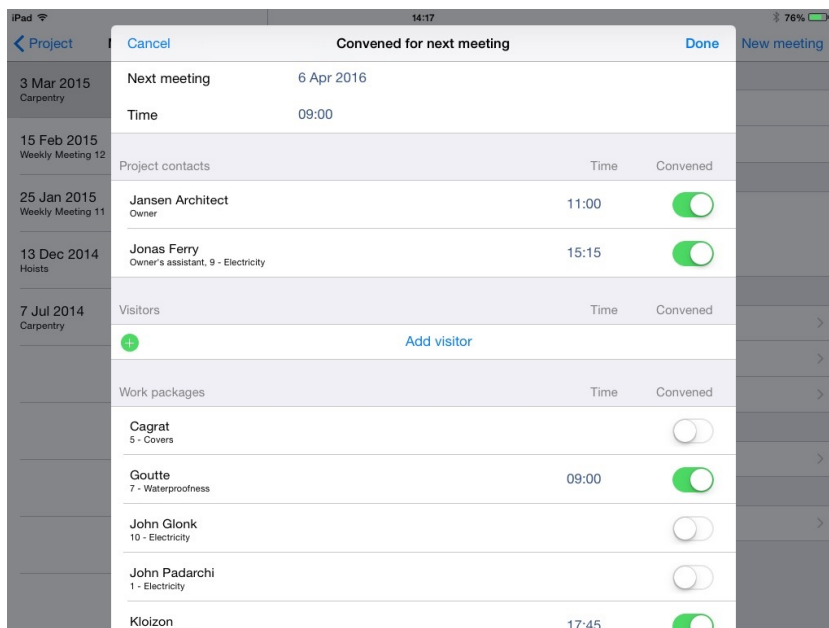 iPad 14:17 76%
Project
Cancel Convened for next meeting Done
New meeting
3 Mar 2015
Carpentry
15 Feb 2015
Weekly Meeting 12
25 Jan 2015
Weekly Meeting 11
13 Dec 2014
Hoists
7 Jul 2014
Carpentry
Next meeting 6 Apr 2016
Time 09:00
Project contacts Time Convened
Jansen Architect 11:00
Owner
Jonas Ferry 15:15
Owner's assistant, 9 - Electricity
Visitors Time Convened
Add visitor
Work packages Time Convened
Cagrat
5 - Covers
Goutte 09:00
7 - Waterproofness
John Glonk
10 - Electricity
John Padarchi
1 - Electricity
Kloizon 17:45